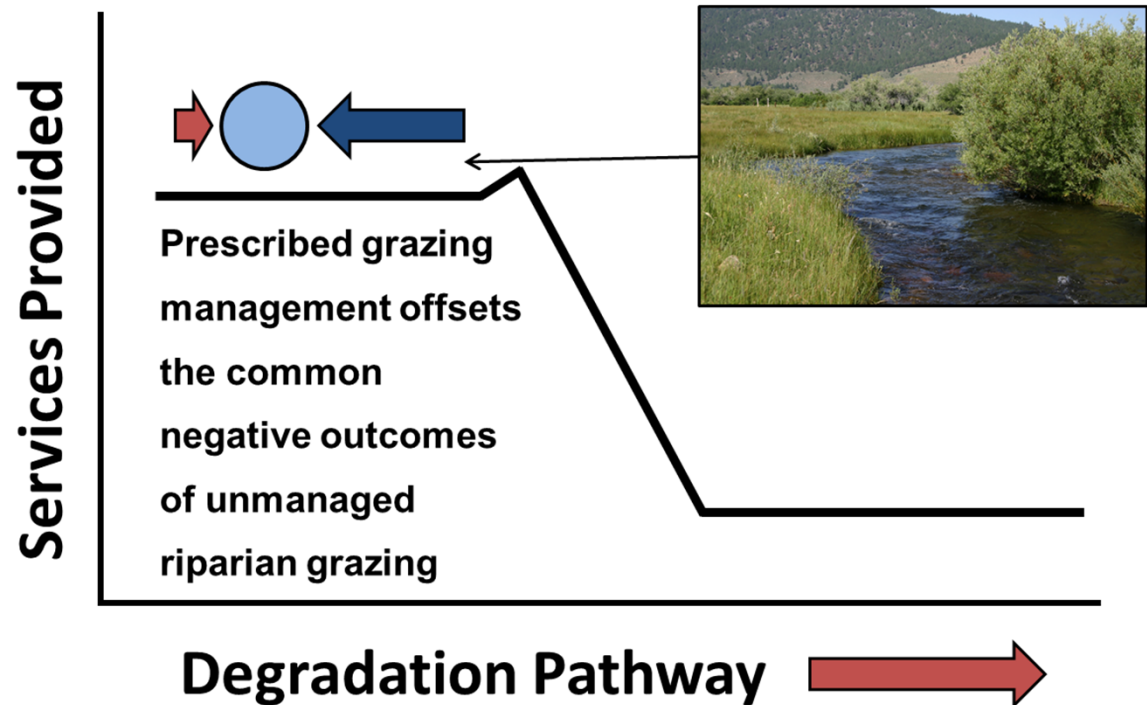 Services Provided
Prescribed grazing
management offsets
the common
negative outcomes
of unmanaged
riparian grazing
Degradation Pathway